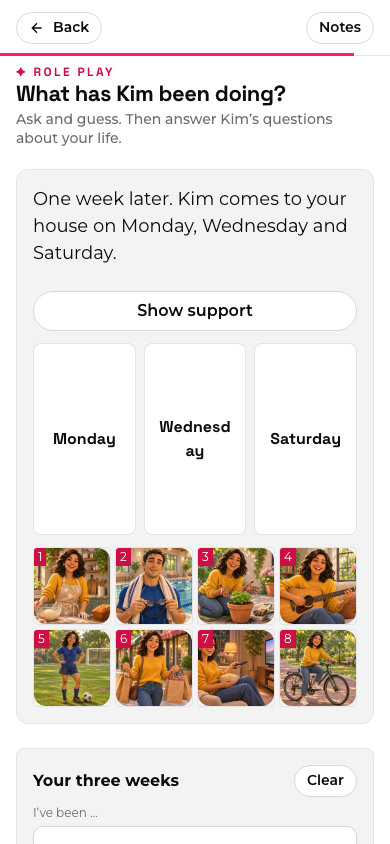 Back
Notes
ROLE PLAY
What has Kim been doing?
Ask and guess. Then answer Kim's questions
about your life.
One week later. Kim comes to your
house on Monday, Wednesday and
Saturday.
Show support
Monday
Wednesd
ay
Saturday
1
2
3
4
5
6
7
8
Your three weeks
Clear
I've been ...